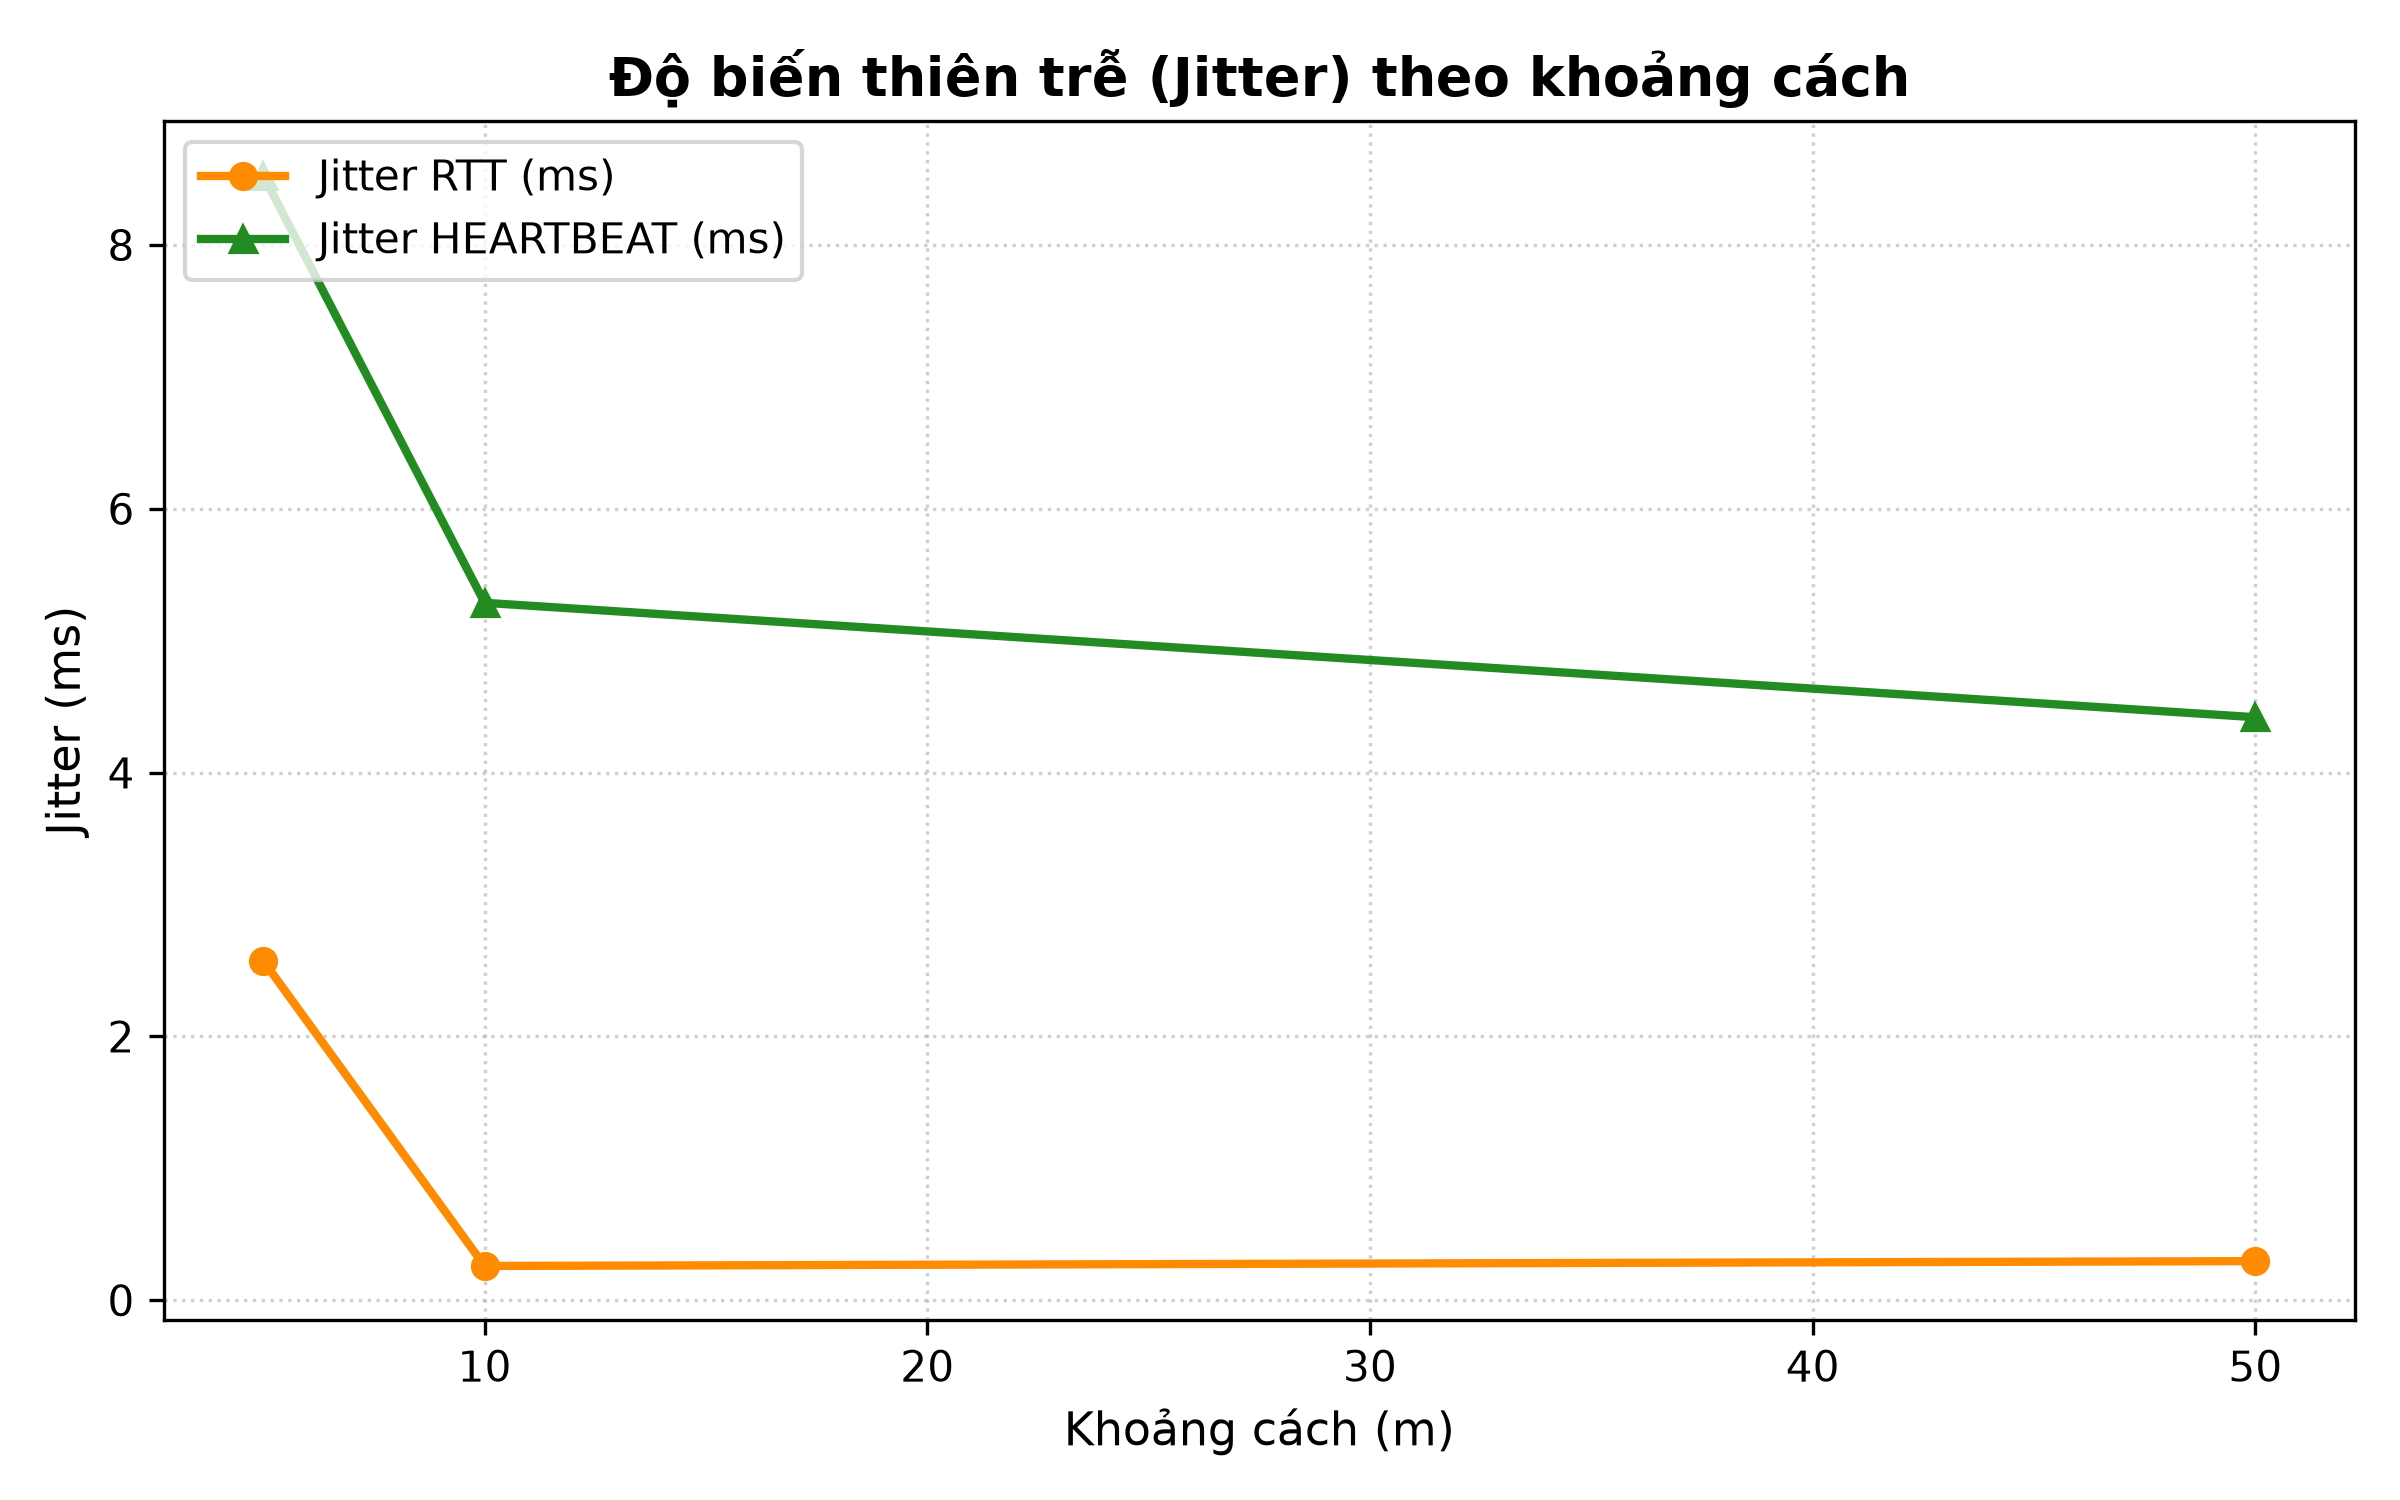 Độ biến thiên trễ (Jitter) theo khoảng cách
Jitter RTT (ms)
Jitter HEARTBEAT (ms)
8
6
4
2
0
Jitter (ms)
10 20 30 40 50
Khoảng cách (m)